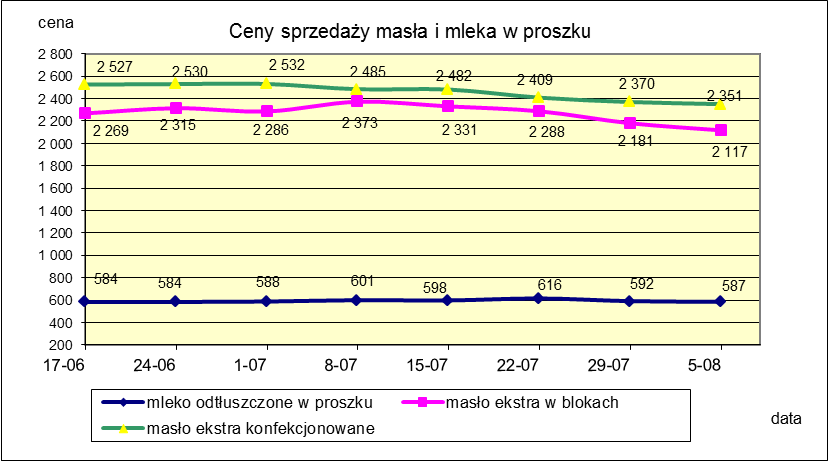 cena
Ceny sprzedaży masła i mleka w proszku
2 800
2 600
2 400
2 200
2 000
1 800
1 600
1 400
1 200
1 000
800
600
400
200
2 527 2 530 2 532 2 485 2 482 2 409 2 370 2 351
2 269 2 315 2 286 2 373 2 331 2 288 2 181 2 117
584 584 588 601 598 616 592 587
17-06 24-06 1-07 8-07 15-07 22-07 29-07 5-08
mleko odtłuszczone w proszku masło ekstra w blokach
masło ekstra konfekcjonowane
data